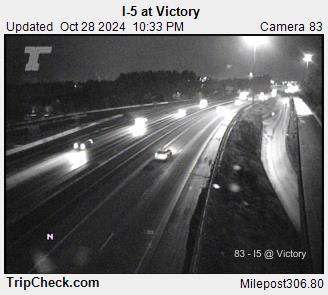 I-5 at Victory
Updated  Oct 28 2024  10:33 PM
Camera 83
T
N
83 - I5 @ Victory
TripCheck.com
Milepost306.80